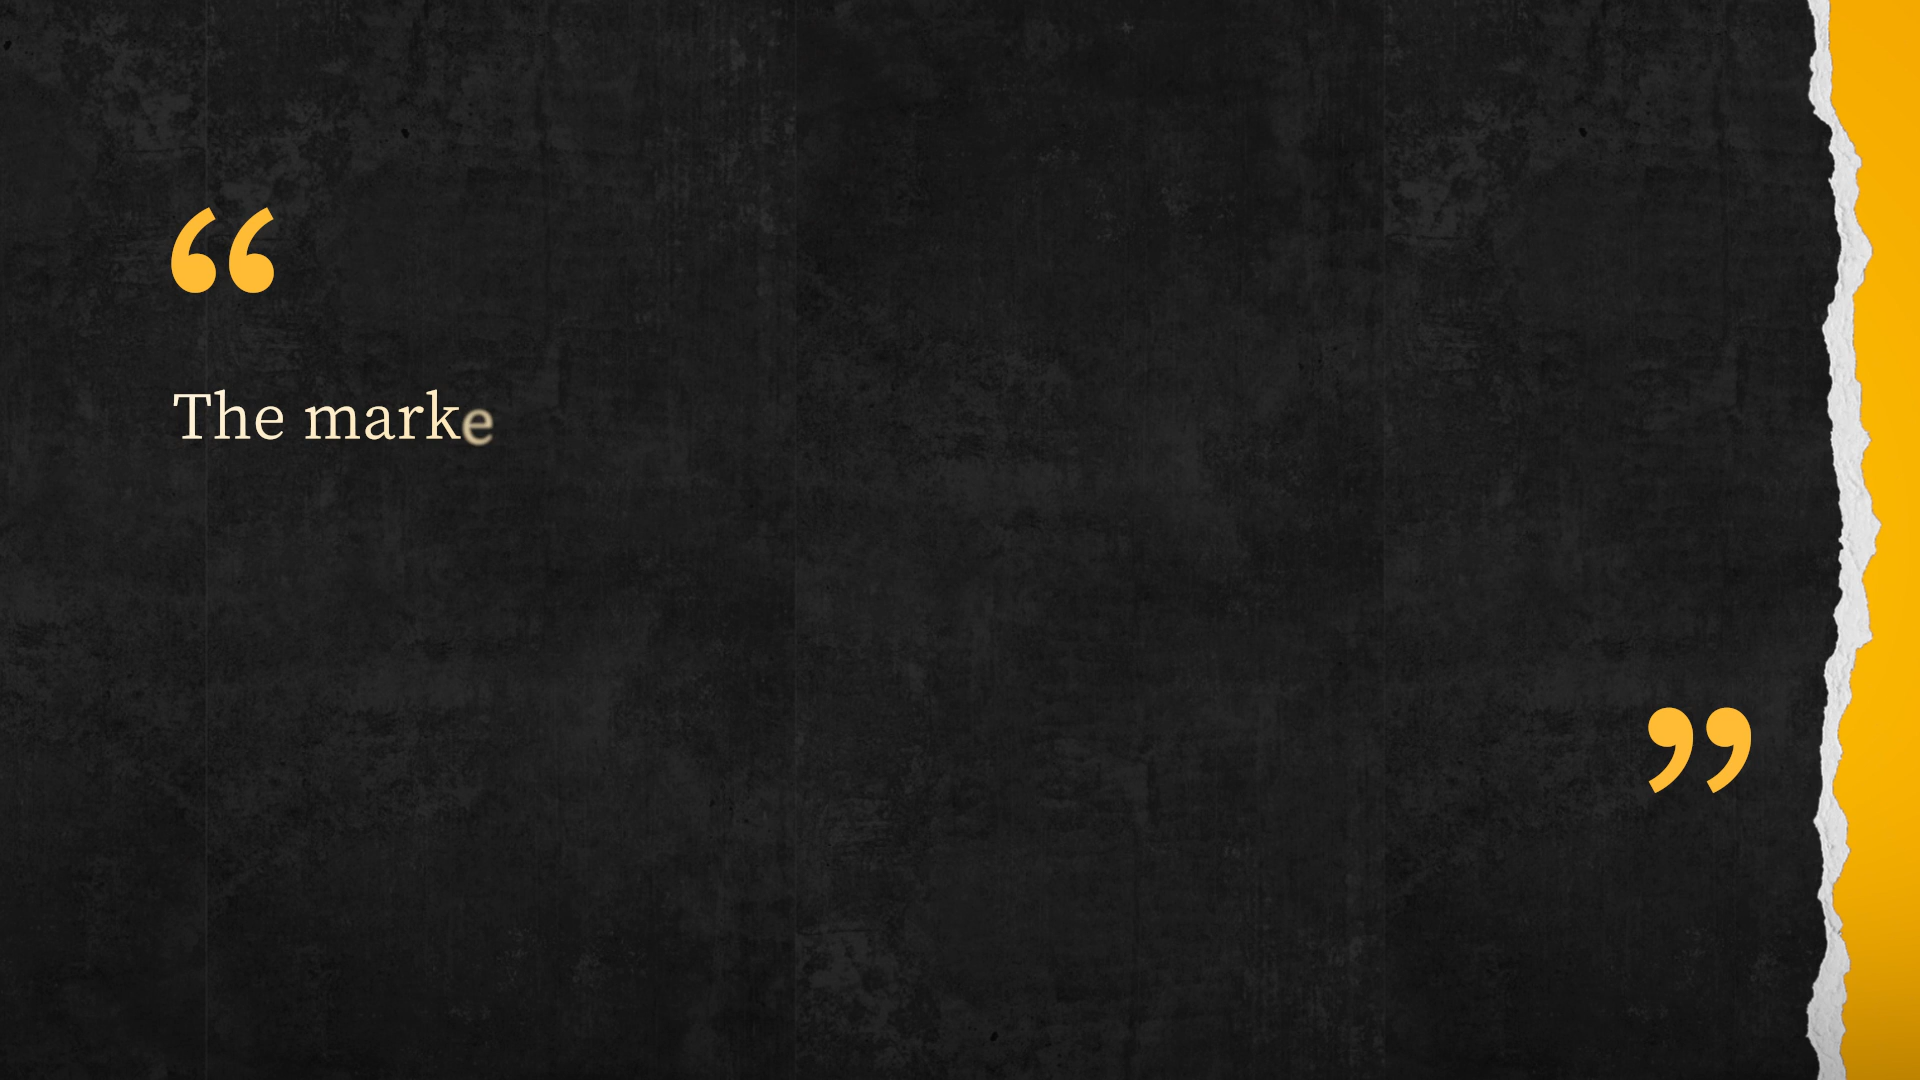 “
The marke
”